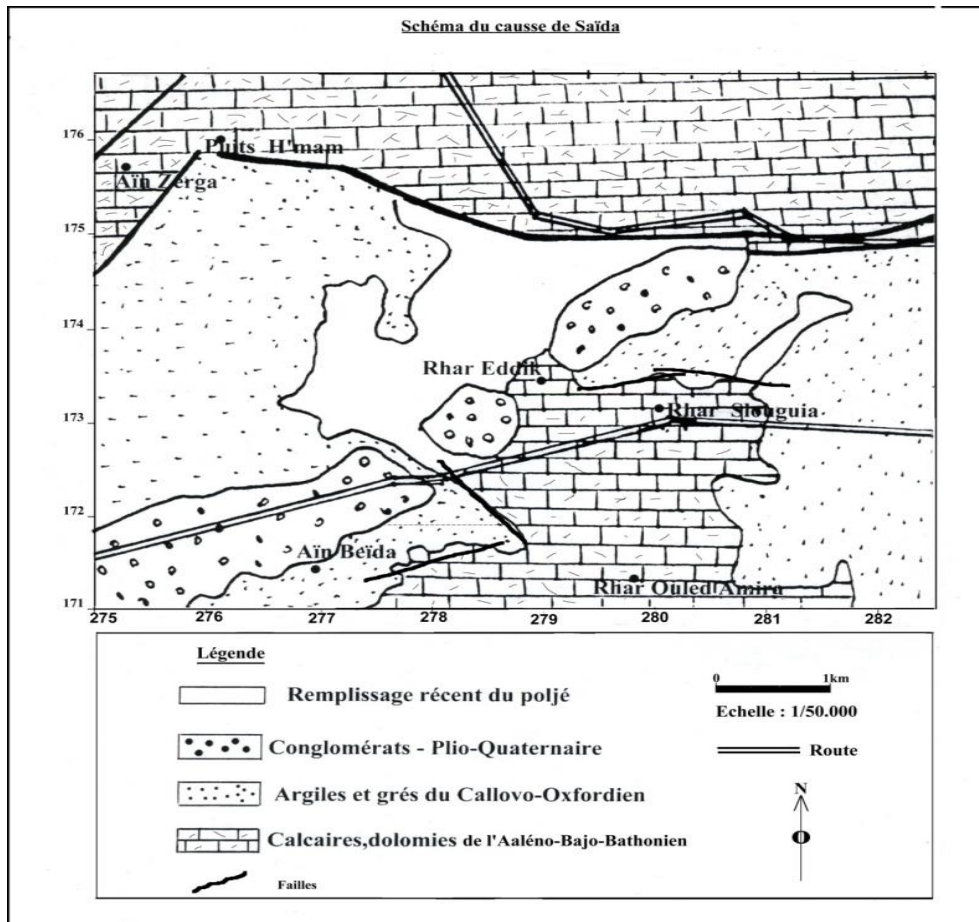 Schéma du causse de Saïda
176
Puits H'mam
Aïn Zerga
175
174
Rhar Eddik
173
Rhar Slouguia
172
Aïn Beïda
Rhar Ouled Amira
171
275 276 277 278 279 280 281 282
Légende
Remplissage récent du poljé
Conglomérats - Plio-Quaternaire
Argiles et grés du Callovo-Oxfordien
Calcaires,dolomies de l'Aaléno-Bajo-Bathonien
Failles
0 1km
Echelle : 1/50.000
Route
N
O